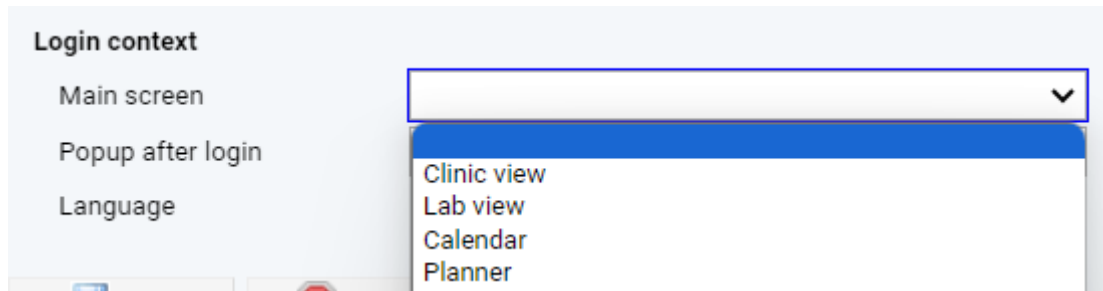 Login context
Main screen
Popup after login
Language
Clinic view
Lab view
Calendar
Planner